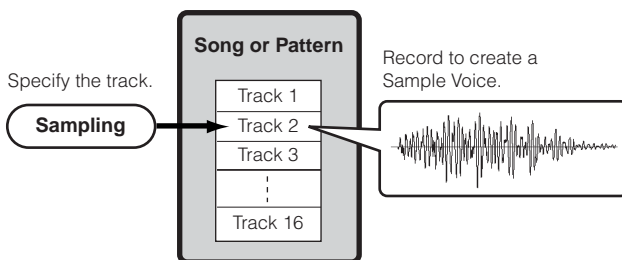 Specify the track.
Sampling
Song or Pattern
Track 1
Track 2
Track 3
Track 16
Record to create a
Sample Voice.